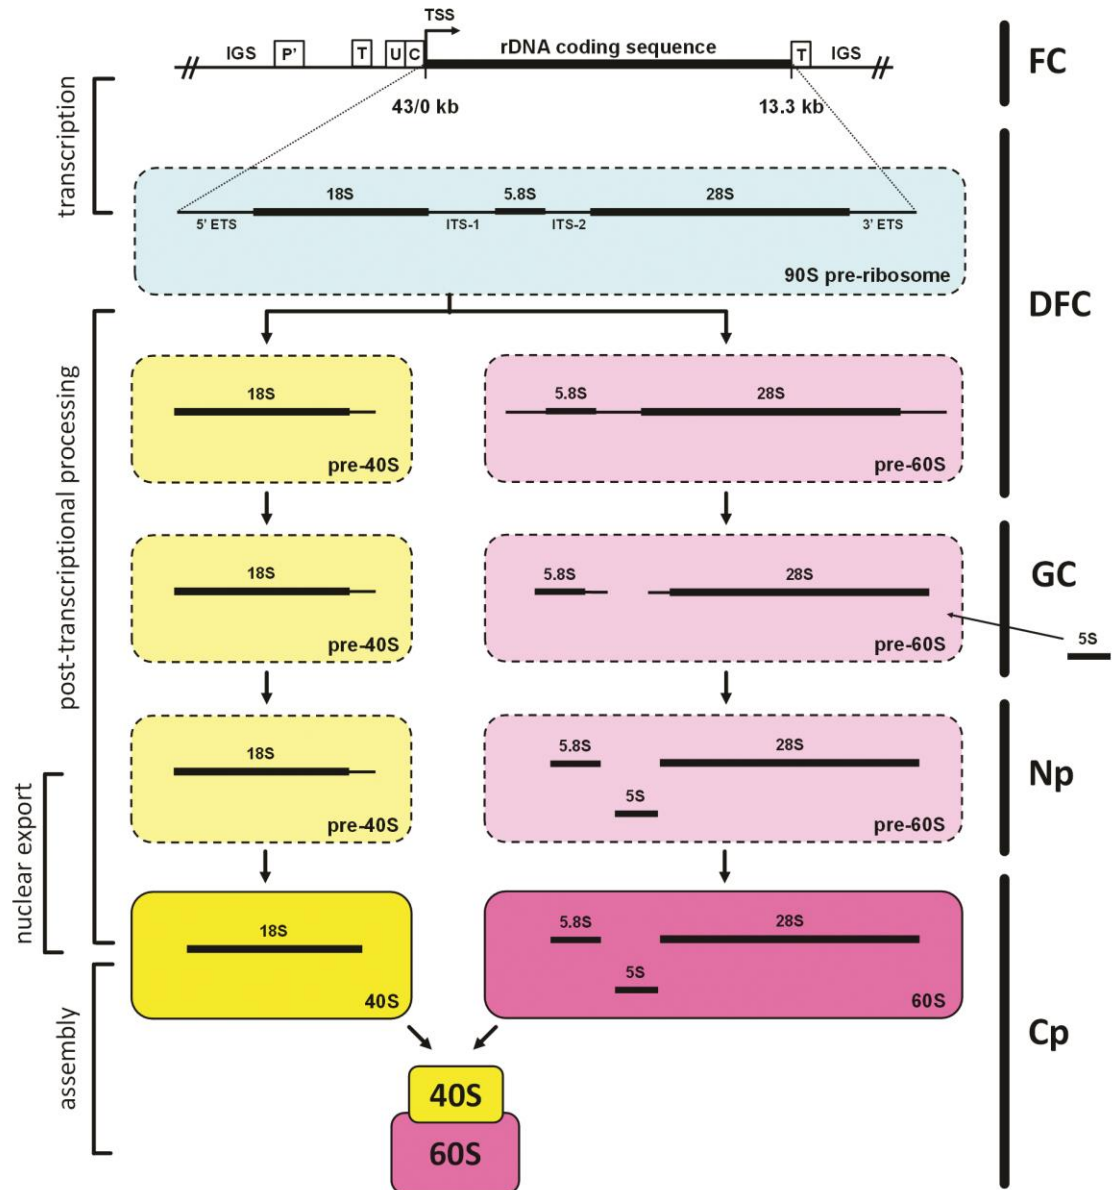 TSS
IGS P' T U C rDNA coding sequence T IGS
FC
43/0 kb 13.3 kb
transcription
18S 5.8S 28S
5' ETS ITS-1 ITS-2 3' ETS
90S pre-ribosome
DFC
post-transcriptional processing
18S
pre-40S
5.8S 28S
pre-60S
18S
pre-40S
5.8S 28S
pre-60S
GC
5S
nuclear export
18S
pre-40S
5.8S 28S
5S
pre-60S
Np
18S
40S
5.8S 28S
5S
60S
assembly
Cp
40S
60S